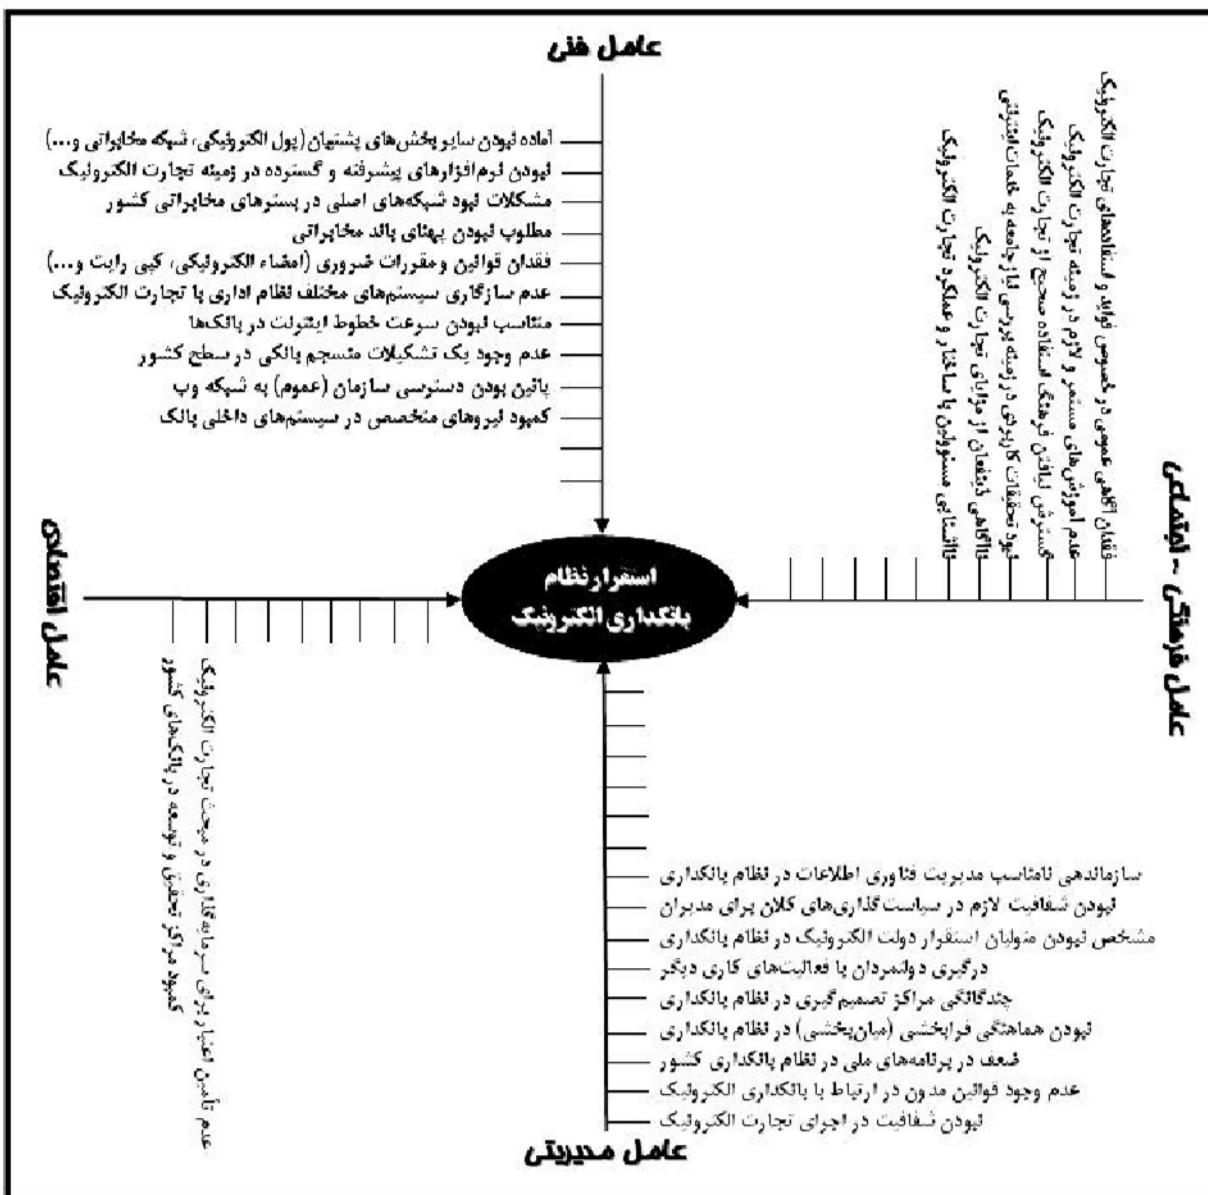 عامل فنی
آماده نبودن سایر بخش‌های پشتیبان (پول الکترونیکی، شبکه مخابراتی و...)
نبودن نرم‌افزارهای پیشرفته و گسترده در زمینه تجارت الکترونیک
مشکلات نبود شبکه‌های اصلی در بسترهای مخابراتی کشور
مطلوب نبودن پهنای باند مخابراتی
فقدان قوانین و مقررات ضروری (امضاء الکترونیکی، کپی رایت و...)
عدم سازگاری سیستم‌های مختلف نظام اداری با تجارت الکترونیک
متناسب نبودن سرعت خطوط اینترنت در بانک‌ها
عدم وجود یک تشکیلات منسجم بانکی در سطح کشور
پائین بودن دسترسی سازمان (عموم) به شبکه وب
کمبود نیروهای متخصص در سیستم‌های داخلی بانک
عامل فرهنگی - اجتماعی
فقدان آگاهی عمومی در خصوص فواید و استفاده‌های تجارت الکترونیک
عدم آموزش‌های مستمر و لازم در زمینه تجارت الکترونیک
گسترش نیافتن فرهنگ استفاده صحیح از تجارت الکترونیک
نبود تحقیقات کاربردی در زمینه بررسی نیاز جامعه به خدمات اینترنتی
ناآگاهی ذینفعان از مزایای تجارت الکترونیک
ناآشنایی مسئولین با ساختار و عملکرد تجارت الکترونیک
استقرار نظام
بانکداری الکترونیک
عامل اقتصادی
عدم تأمین اعتبار برای سرمایه‌گذاری در مبحث تجارت الکترونیک
کمبود مراکز تحقیق و توسعه در بانک‌های کشور
سازماندهی نامناسب مدیریت فناوری اطلاعات در نظام بانکداری
نبودن شفافیت لازم در سیاست‌گذاری‌های کلان برای مدیران
مشخص نبودن متولیان استقرار دولت الکترونیک در نظام بانکداری
درگیری دولتمردان با فعالیت‌های کاری دیگر
چندگانگی مراکز تصمیم‌گیری در نظام بانکداری
نبودن هماهنگی فرابخشی (میان‌بخشی) در نظام بانکداری
ضعف در برنامه‌های ملی در نظام بانکداری کشور
عدم وجود قوانین مدون در ارتباط با بانکداری الکترونیک
نبودن شفافیت در اجرای تجارت الکترونیک
عامل مدیریتی